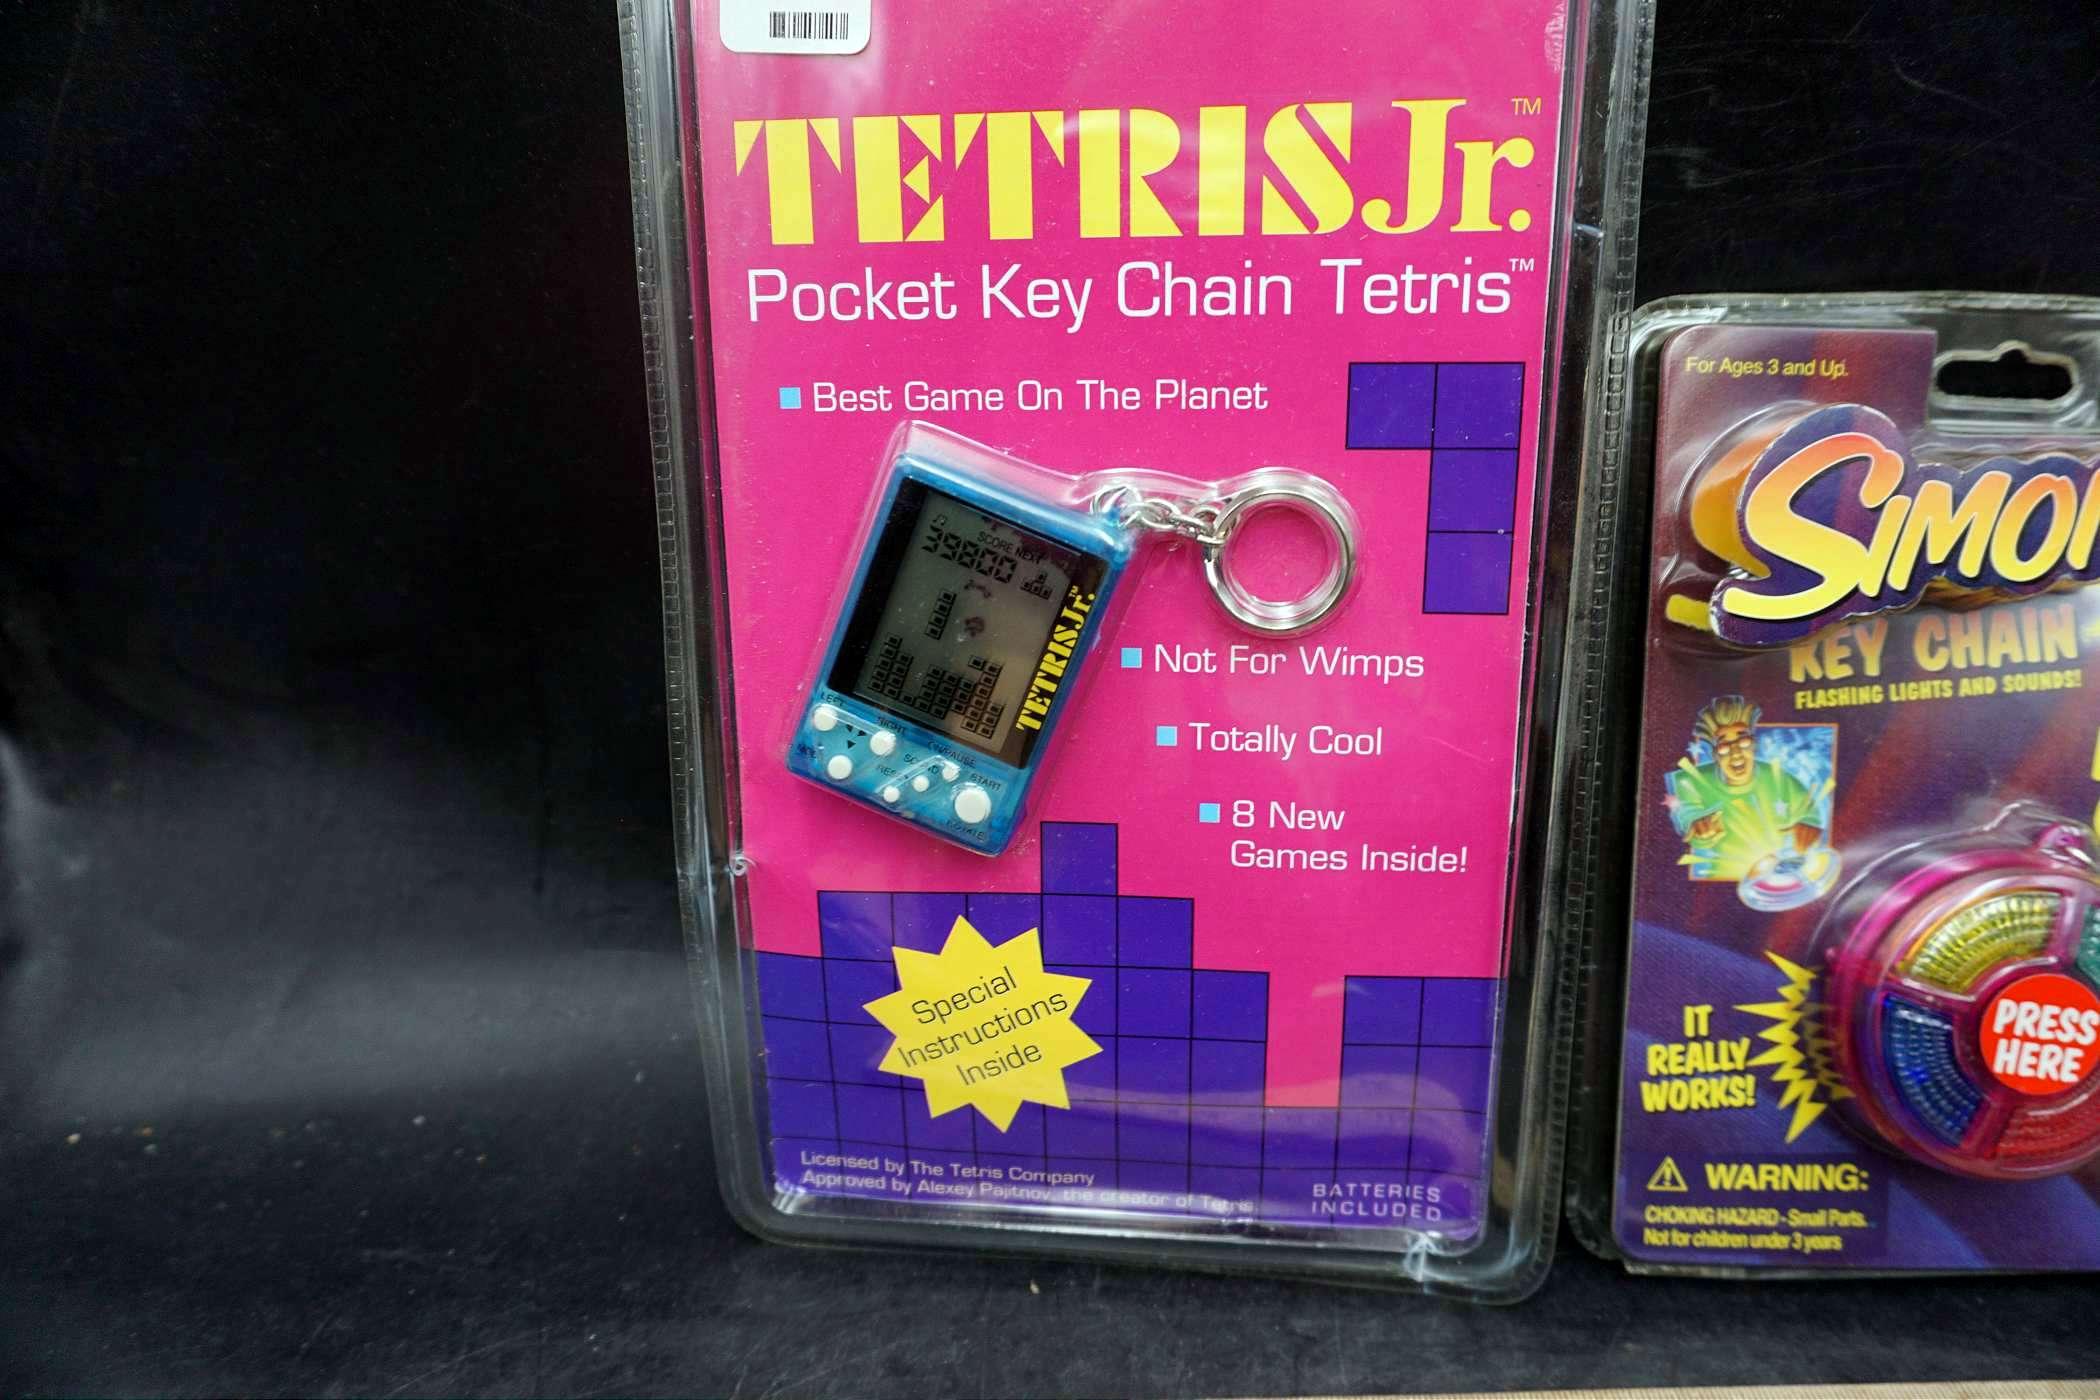 TETRIS Jr.™
Pocket Key Chain Tetris™
Best Game On The Planet
SCORE NEXT
39800
TETRIS Jr.™
LEFT
RIGHT
ON/PAUSE
SOUND
START
ROTATE
Not For Wimps
Totally Cool
8 New
Games Inside!
Special
Instructions
Inside
Licensed by The Tetris Company
Approved by Alexey Pajitnov, the creator of Tetris.
BATTERIES
INCLUDED
For Ages 3 and Up.
SIMON
KEY CHAIN
FLASHING LIGHTS AND SOUNDS!
IT
REALLY
WORKS!
PRESS
HERE
WARNING:
CHOKING HAZARD - Small Parts.
Not for children under 3 years